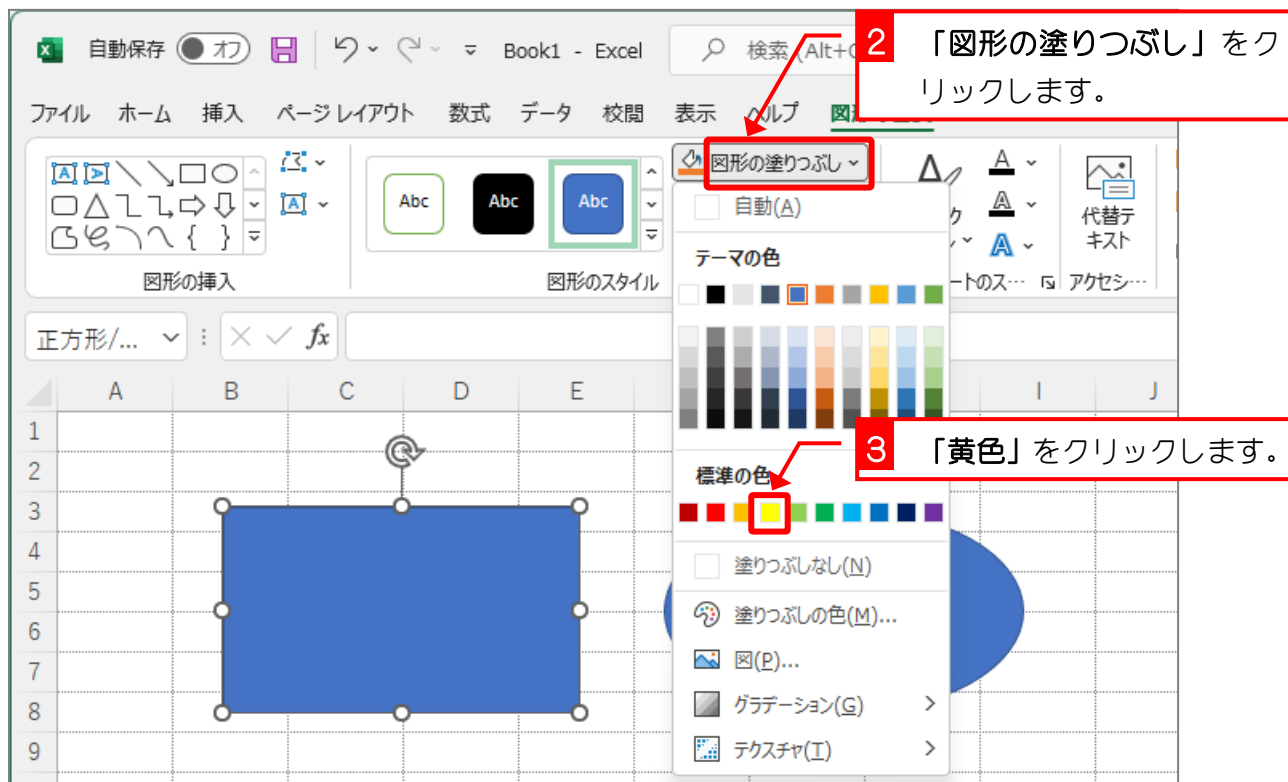 自動保存 オフ Book1 - Excel 検索 (Alt+
2 「図形の塗りつぶし」をク
リックします。
ファイル ホーム 挿入 ページ レイアウト 数式 データ 校閲 表示 ヘルプ
図形の塗りつぶし
Abc Abc Abc
代替テ
キスト
図形の挿入 図形のスタイル ートのス… アクセシ…
自動(A)
テーマの色
正方形/... fx
A B C D E I J
1
2
3 「黄色」をクリックします。
標準の色
3
4
塗りつぶしなし(N)
5
塗りつぶしの色(M)...
6
図(P)...
7
グラデーション(G)
8
テクスチャ(T)
9